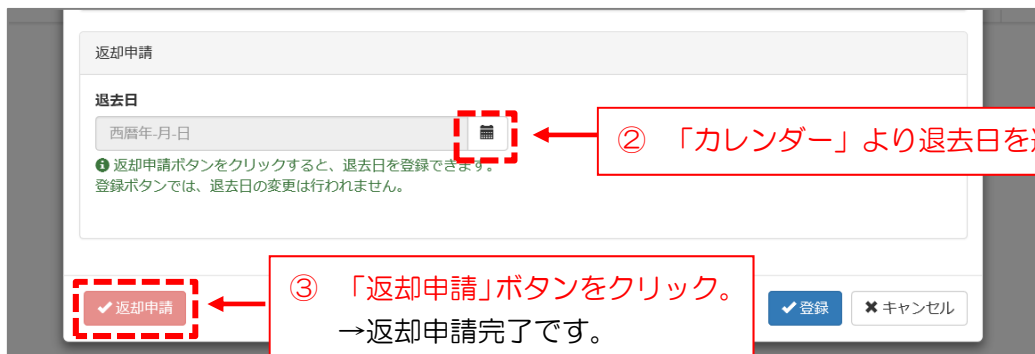 返却申請
退去日
西暦年-月-日
② 「カレンダー」より退去日を
返却申請ボタンをクリックすると、退去日を登録できます。
登録ボタンでは、退去日の変更は行われません。
③ 「返却申請」ボタンをクリック。
→返却申請完了です。
返却申請
登録
キャンセル